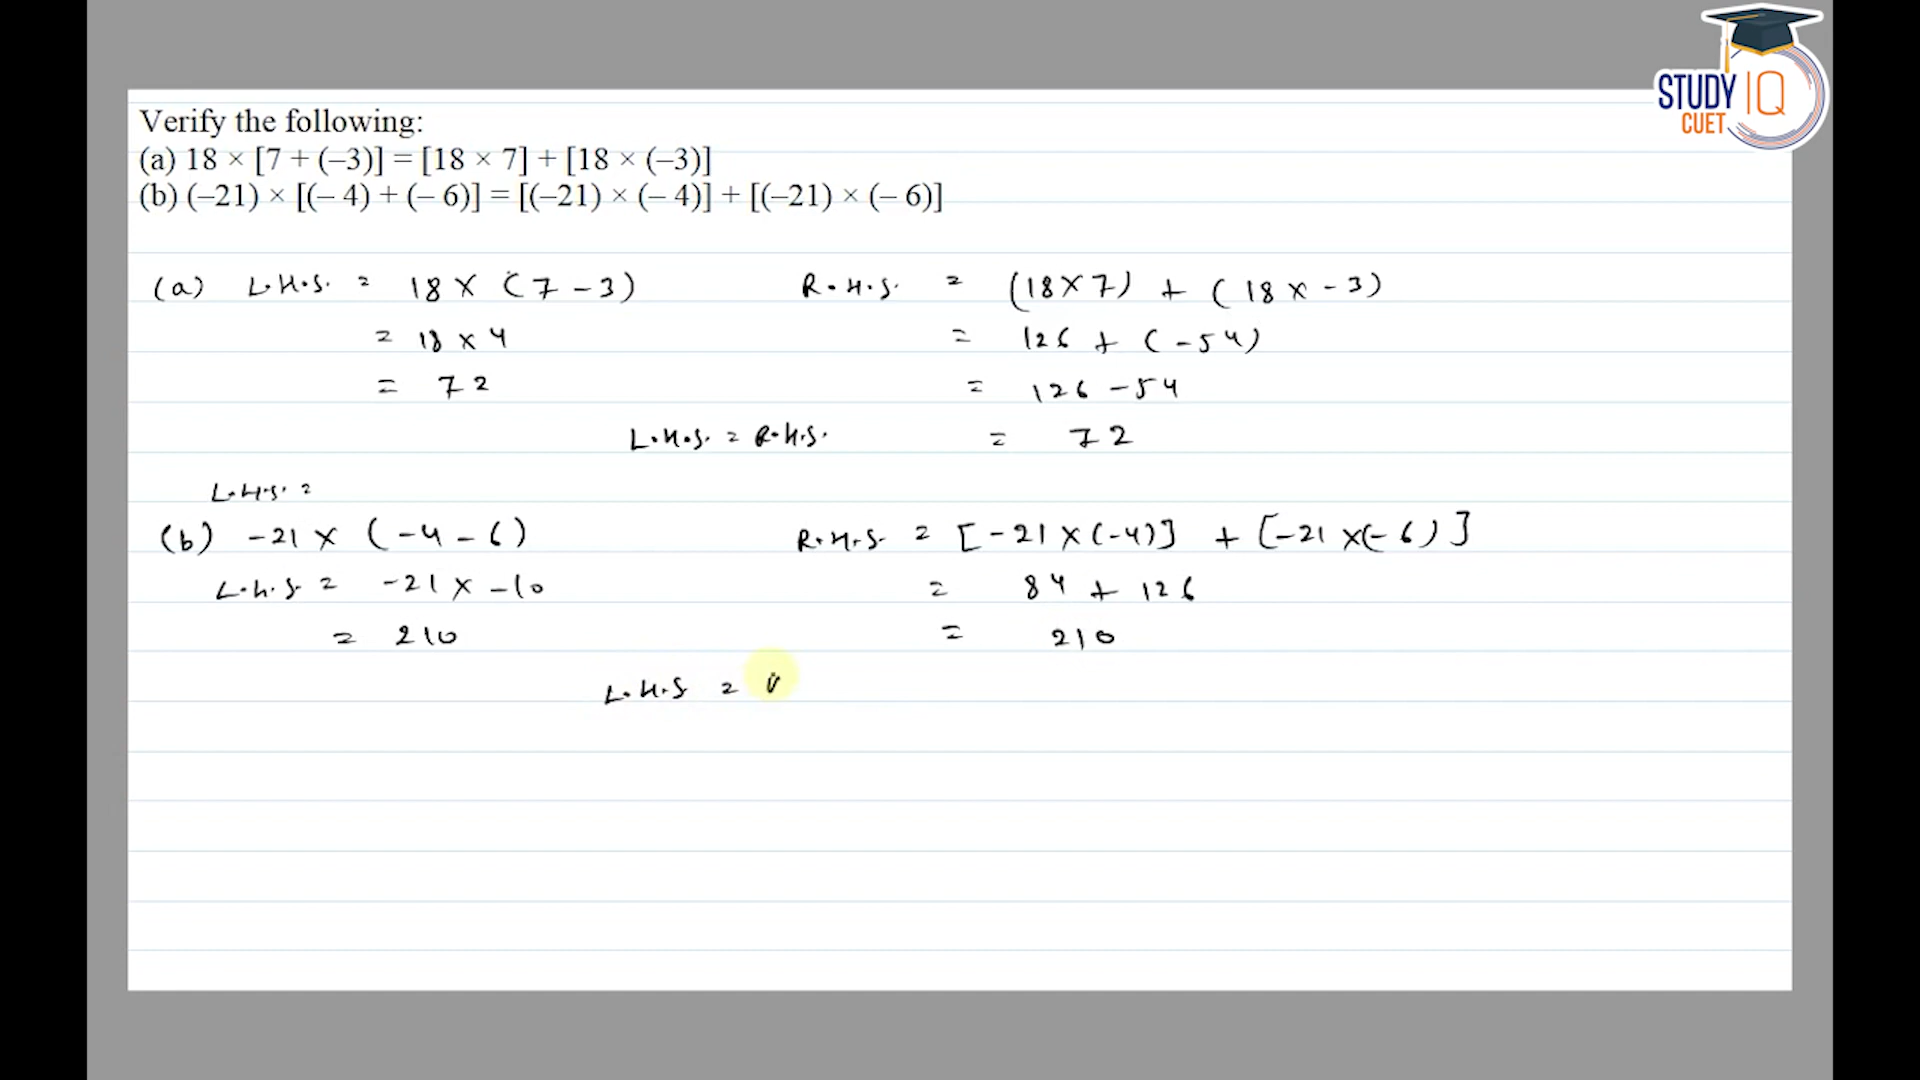 STUDY IQ
CUET
Verify the following:
(a) 18 × [7 + (–3)] = [18 × 7] + [18 × (–3)]
(b) (–21) × [(– 4) + (– 6)] = [(–21) × (– 4)] + [(–21) × (– 6)]
(a) L.H.S. = 18 × (7 - 3) R.H.S. = (18 × 7) + (18 × - 3)
= 18 × 4 = 126 + (-54)
= 72 = 126 - 54
L.H.S. = R.H.S. = 72
L.H.S. =
(b) -21 × (-4 - 6) R.H.S = [-21 × (-4)] + [-21 × (-6)]
L.H.S = -21 × -10 = 84 + 126
= 210 = 210
L.H.S =